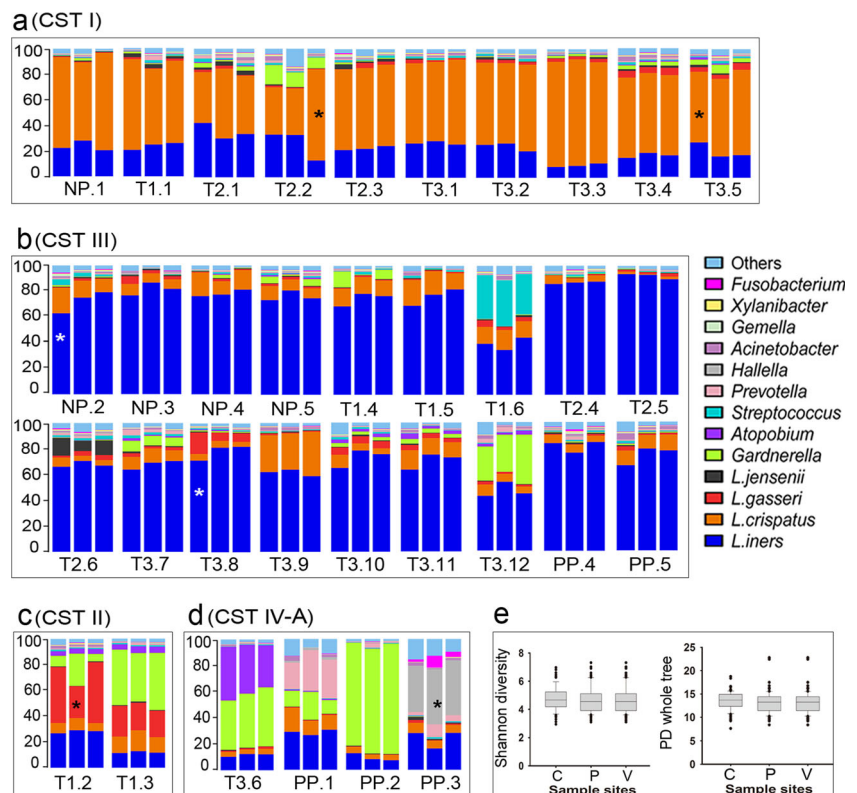 a (CST I)
100
80
60
40
20
0
NP.1 T1.1 T2.1 T2.2 T2.3 T3.1 T3.2 T3.3 T3.4 T3.5
*
*
b (CST III)
100
80
60
40
20
0
*
NP.2 NP.3 NP.4 NP.5 T1.4 T1.5 T1.6 T2.4 T2.5
100
80
60
40
20
0
*
T2.6 T3.7 T3.8 T3.9 T3.10 T3.11 T3.12 PP.4 PP.5
Others
Fusobacterium
Xylanibacter
Gemella
Acinetobacter
Hallella
Prevotella
Streptococcus
Atopobium
Gardnerella
L.jensenii
L.gasseri
L.crispatus
L.iners
c (CST II)
100
80
60
40
20
0
*
T1.2 T1.3
d (CST IV-A)
100
80
60
40
20
0
*
T3.6 PP.1 PP.2 PP.3
e
Shannon diversity
8
6
4
2
0
C P V
Sample sites
PD whole tree
25
20
15
10
5
0
C P V
Sample sites